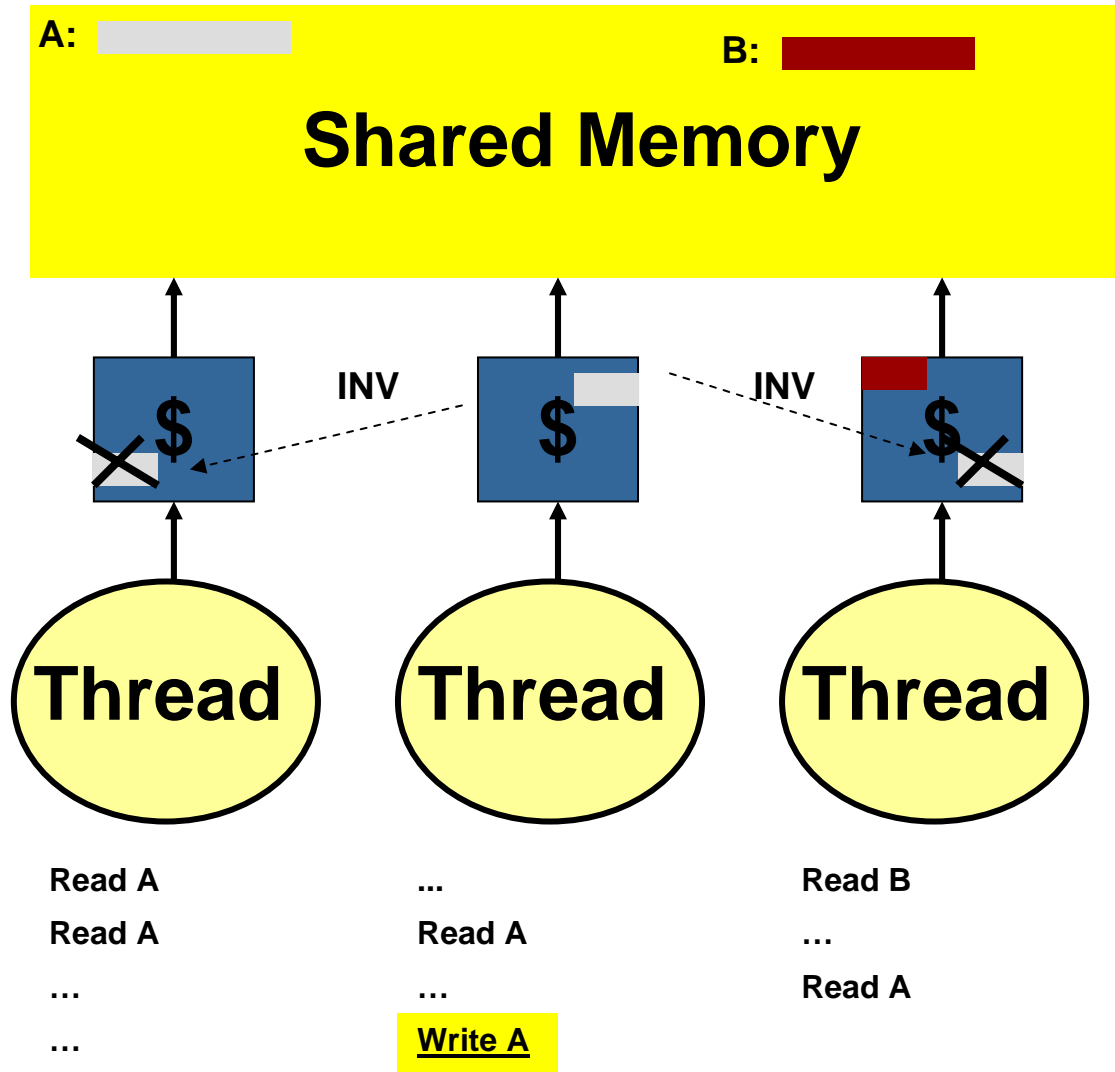 A:
B:
Shared Memory
INV
INV
$
$
$
Thread
Thread
Thread
Read A
...
Read B
Read A
Read A
…
…
…
Read A
…
Write A